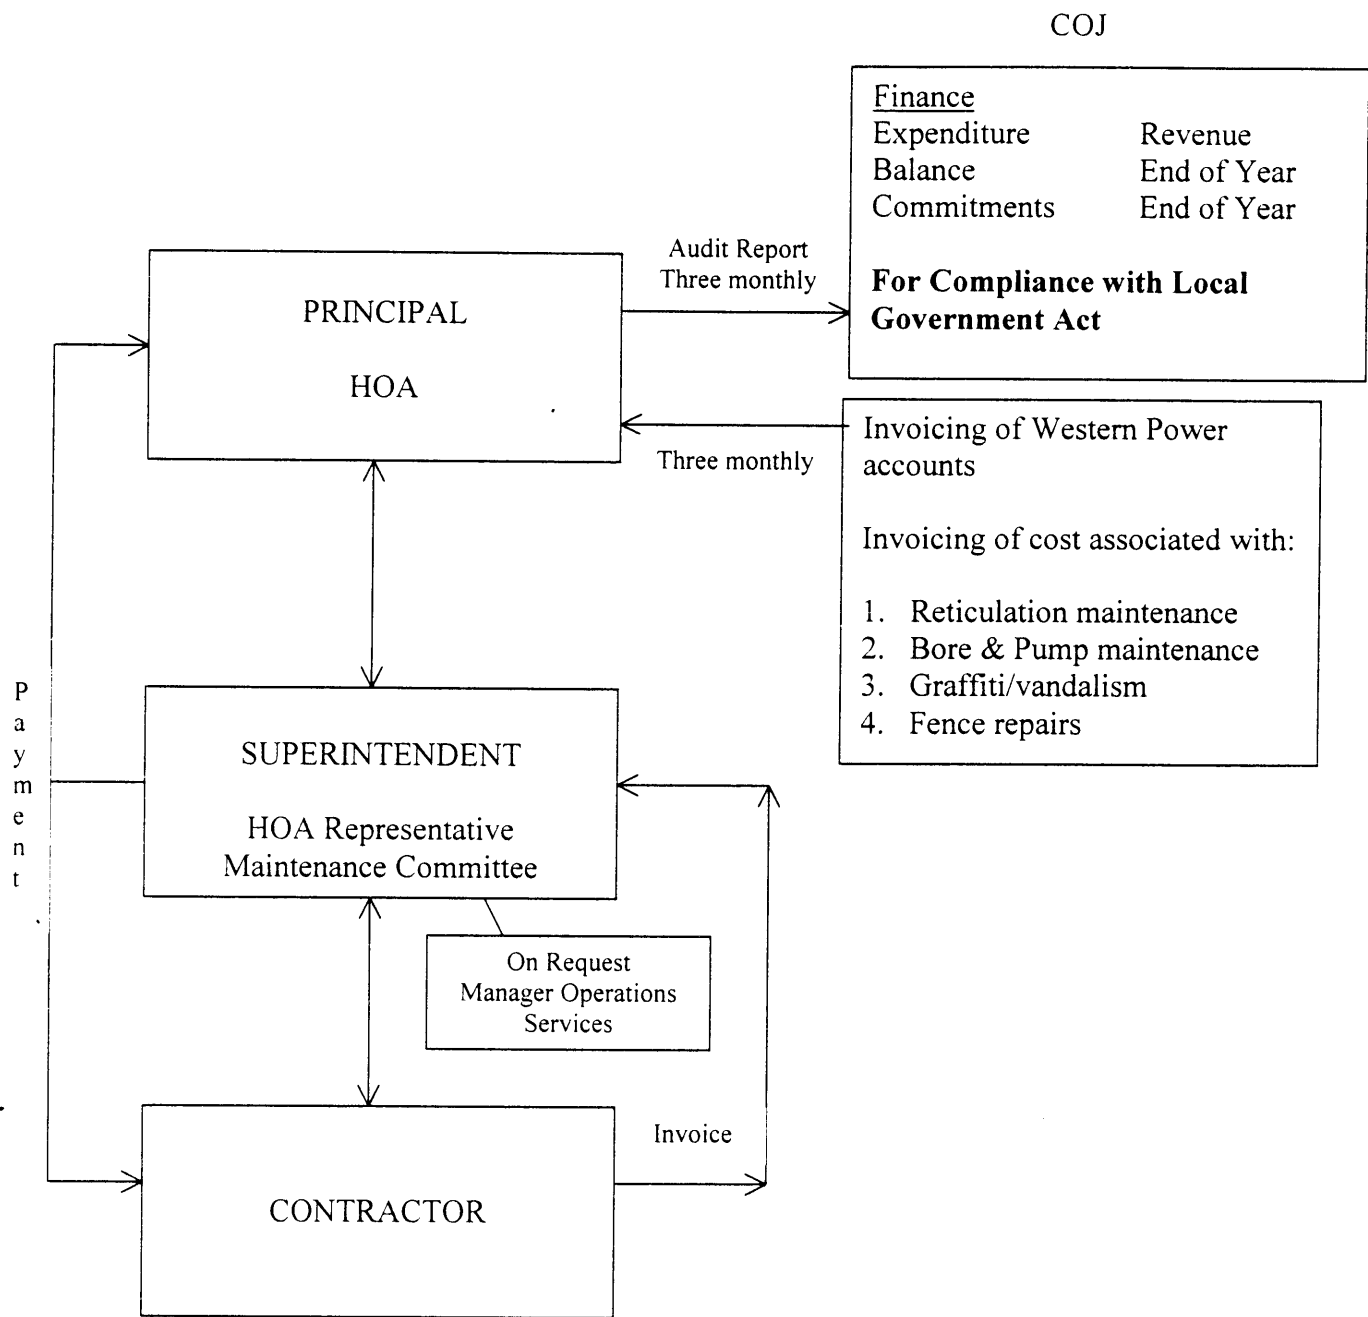 COJ
Finance
Expenditure Revenue
Balance End of Year
Commitments End of Year
For Compliance with Local
Government Act
Audit Report
Three monthly
PRINCIPAL
HOA
Three monthly
Invoicing of Western Power
accounts
Invoicing of cost associated with:
1. Reticulation maintenance
2. Bore & Pump maintenance
3. Graffiti/vandalism
4. Fence repairs
Payment
SUPERINTENDENT
HOA Representative
Maintenance Committee
On Request
Manager Operations
Services
Invoice
CONTRACTOR